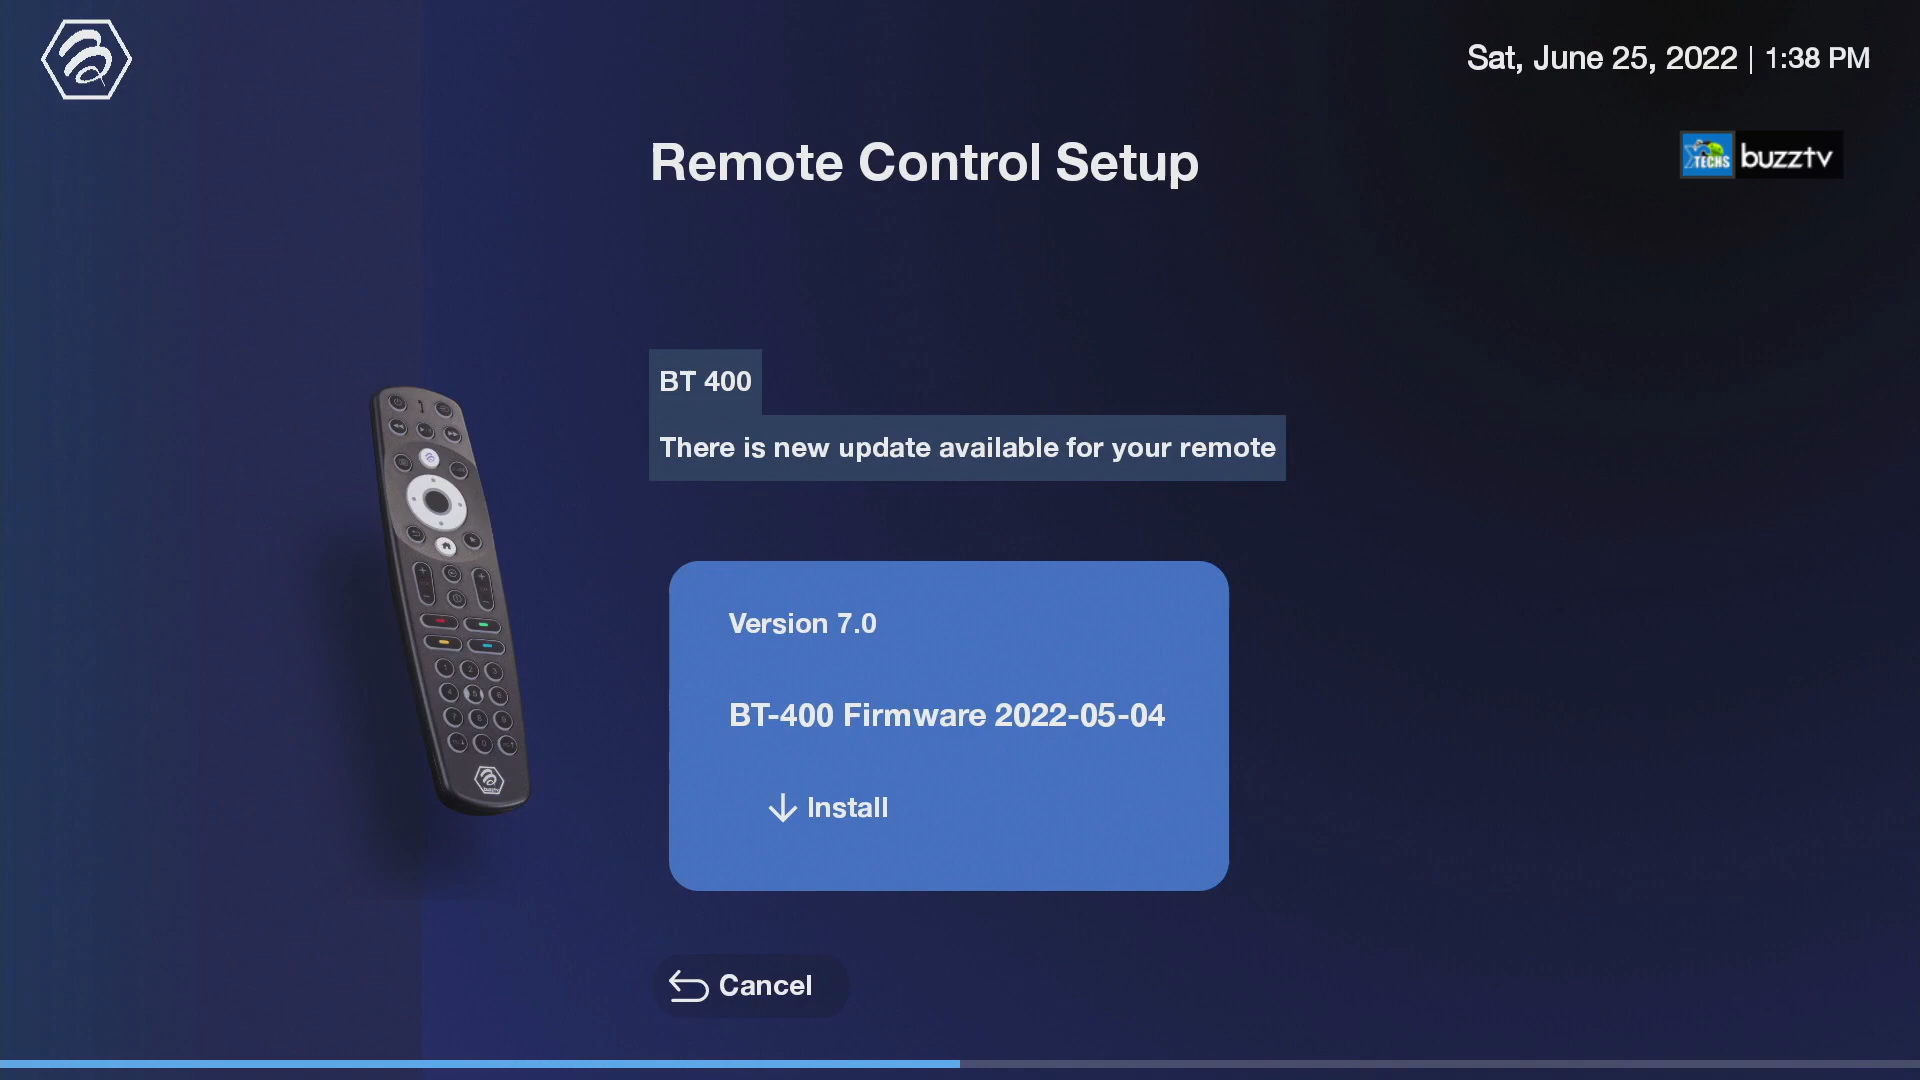 Sat, June 25, 2022 | 1:38 PM
XTECHS buzztv
Remote Control Setup
BT 400
There is new update available for your remote
Version 7.0
BT-400 Firmware 2022-05-04
Install
Cancel